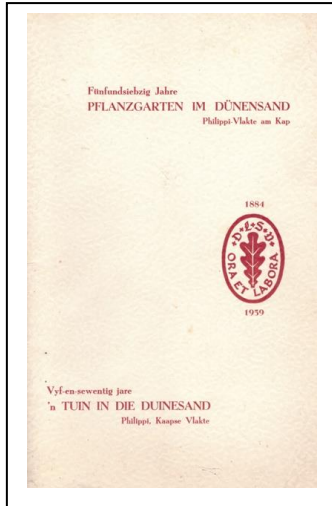 Fünfundsiebzig Jahre
PFLANZGARTEN IM DÜNENSAND
Philippi-Vlakte am Kap
1884
D.L.S.V.
ORA ET LABORA
1959
Vyf-en-sewentig jare
'n TUIN IN DIE DUINESAND
Philippi, Kaapse Vlakte